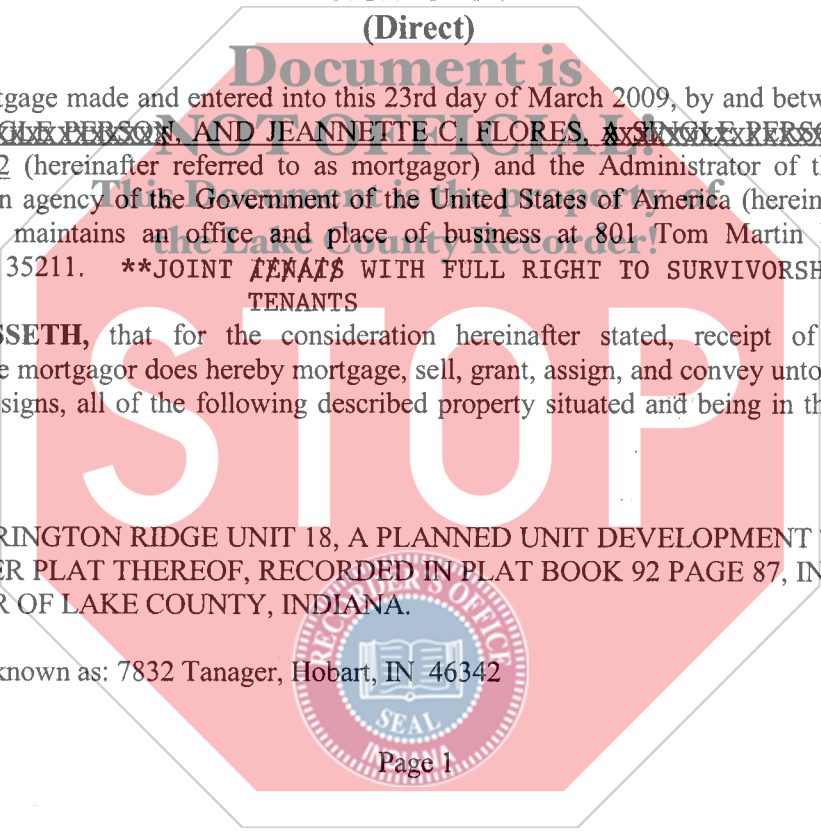 (Direct)
Document is
tgage made and entered into this 23rd day of March 2009, by and betw
GLE PERSON, AND JEANNETTE C. FLORES, A SINGLE PERSO
NOT OFFICIAL!
2 (hereinafter referred to as mortgagor) and the Administrator of t
n agency of the Government of the United States of America (herein
This Document is the property of
maintains an office and place of business at 801 Tom Martin
the Lake County Recorder!
35211. **JOINT TENATS WITH FULL RIGHT TO SURVIVORSH
TENANTS
SSETH, that for the consideration hereinafter stated, receipt of
e mortgagor does hereby mortgage, sell, grant, assign, and convey unto
signs, all of the following described property situated and being in th
STOP
RINGTON RIDGE UNIT 18, A PLANNED UNIT DEVELOPMENT
ER PLAT THEREOF, RECORDED IN PLAT BOOK 92 PAGE 87, IN
R OF LAKE COUNTY, INDIANA.
known as: 7832 Tanager, Hobart, IN 46342
RECORDER'S OFFICE
SEAL
INDIANA
Page 1